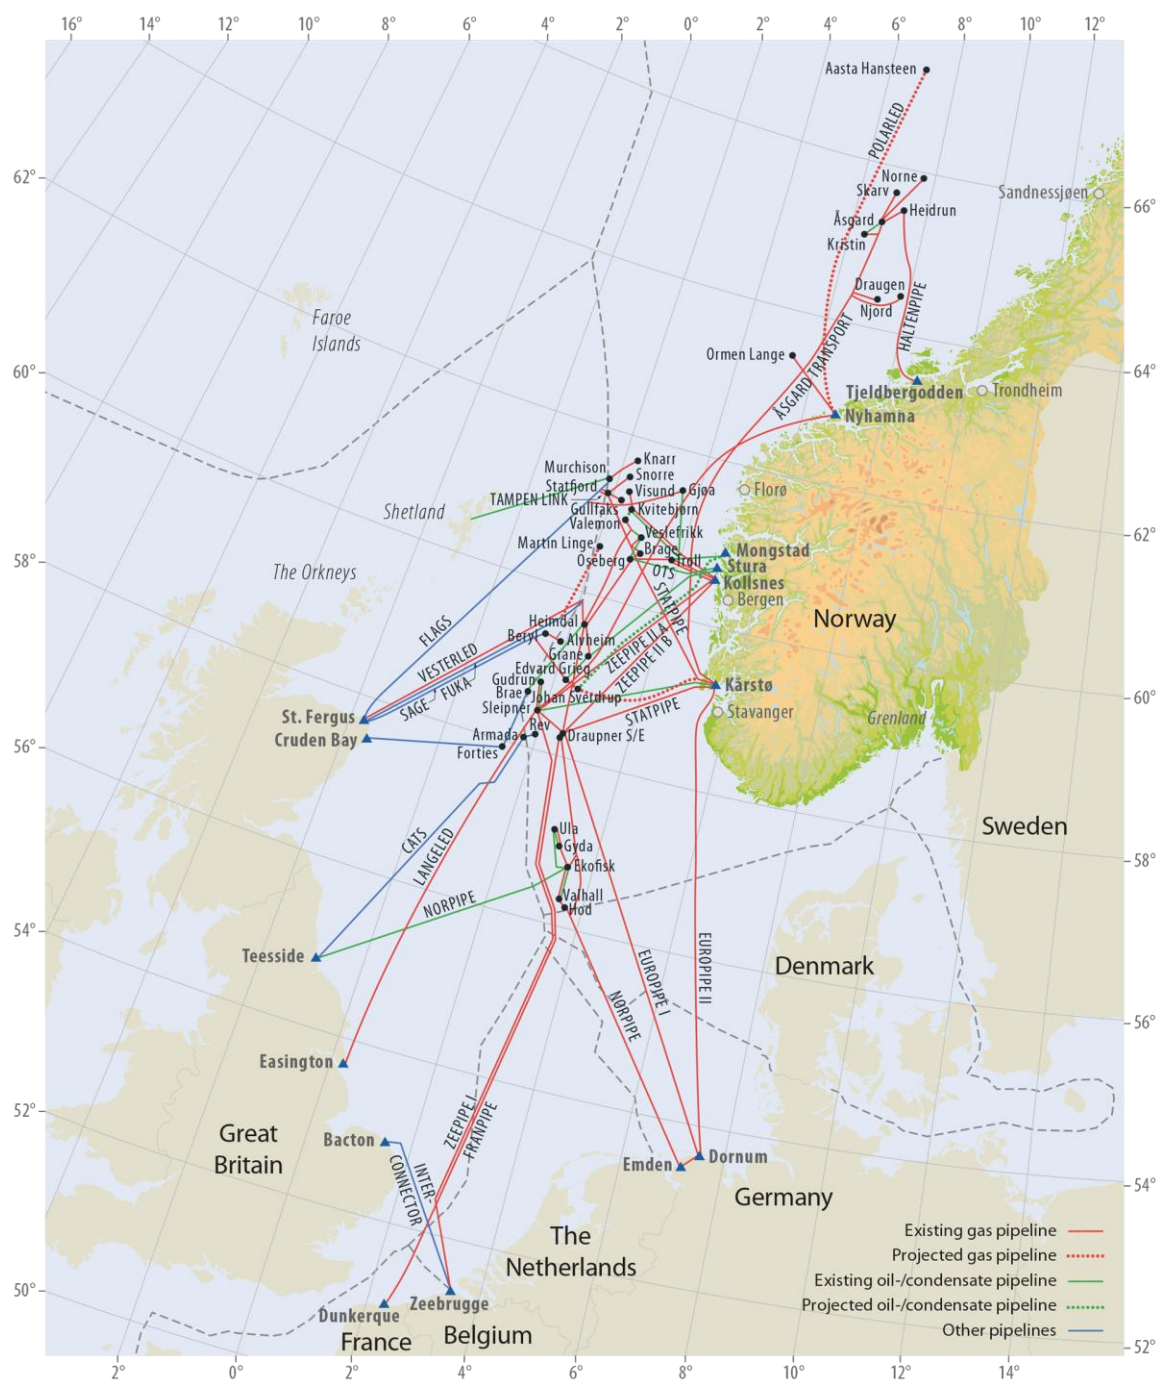 16° 14° 12° 10° 8° 6° 4° 2° 0° 2° 4° 6° 8° 10° 12°
Aasta Hansteen
POLARLED
62°
Norne
Skarv
Sandnessjøen
66°
Heidrun
Åsgard
Kristin
Draugen
Njord
HALTENPIPE
Faroe
Islands
Ormen Lange
ÅSGARD TRANSPORT
60°
64°
Tjeldbergodden
Trondheim
Nyhamna
Knarr
Murchison
Snorre
Statfjord
Visund
Gjøa
Florø
TAMPEN LINK
Gullfaks
Kvitebjørn
Shetland
Valemon
Veslefrikk
62°
Martin Linge
Brage
Mongstad
Oseberg
Troll
Stura
58°
OTS
Kollsnes
The Orkneys
STATPIPE
Bergen
Norway
Heimdal
FLAGS
Beryl
Alvheim
VESTERLED
Grane
ZEEPIPE II A
ZEEPIPE II B
Edvard Grieg
SAGE
FUKA
Gudrun
Brae
Johan Sverdrup
Kårstø
60°
Sleipner
STATPIPE
Stavanger
Grenland
St. Fergus
Cruden Bay
Rev
Armada
Draupner S/E
56°
Forties
Ula
Sweden
CATS
LANGELED
Gyda
Ekofisk
58°
NORPIPE
Valhall
Hod
54°
Teesside
EUROPIPE II
Denmark
EUROPIPE I
NORPIPE
56°
Easington
52°
ZEEPIPE I
FRANPIPE
Great
Britain
Bacton
INTER-
CONNECTOR
Emden
Dornum
54°
Germany
The
Netherlands
Existing gas pipeline
Projected gas pipeline
Existing oil-/condensate pipeline
Projected oil-/condensate pipeline
Other pipelines
50°
Dunkerque
Zeebrugge
France
Belgium
52°
2° 0° 2° 4° 6° 8° 10° 12° 14°